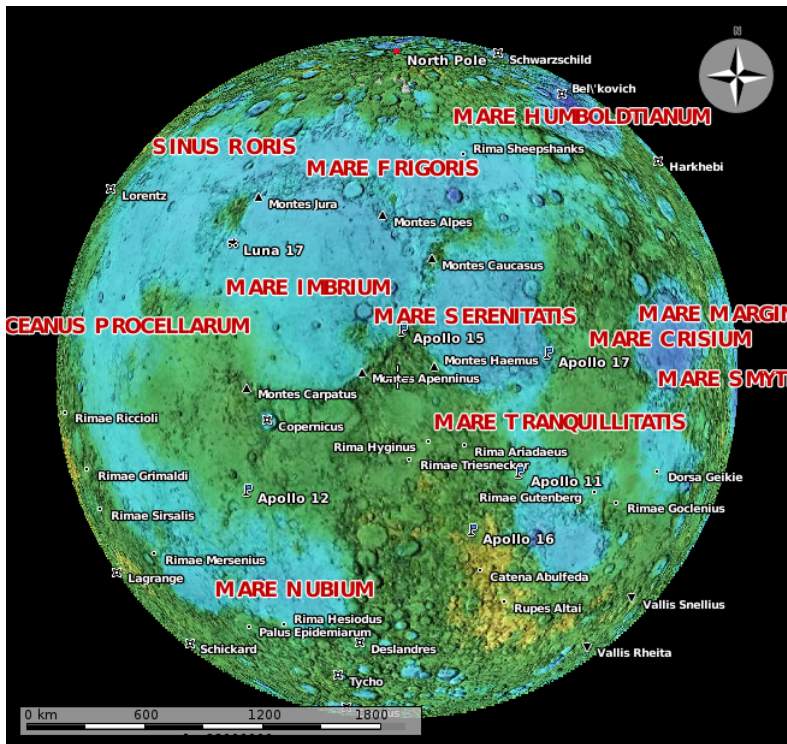 N
North Pole
Schwarzschild
Bel\'kovich
MARE HUMBOLDTIANUM
SINUS RORIS
Rima Sheepshanks
MARE FRIGORIS
Harkhebi
Lorentz
Montes Jura
Montes Alpes
Luna 17
Montes Caucasus
MARE IMBRIUM
MARE SERENITATIS
MARE MARGIN
CEANUS PROCELLARUM
Apollo 15
MARE CRISIUM
Montes Haemus
Apollo 17
Montes Apenninus
MARE SMYT
Montes Carpatus
Rimae Riccioli
Copernicus
MARE TRANQUILLITATIS
Rima Hyginus
Rima Ariadaeus
Rimae Triesnecker
Rimae Grimaldi
Apollo 11
Dorsa Geikie
Apollo 12
Rimae Gutenberg
Rimae Sirsalis
Rimae Goclenius
Apollo 16
Rimae Mersenius
Lagrange
Catena Abulfeda
MARE NUBIUM
Rupes Altai
Vallis Snellius
Rima Hesiodus
Palus Epidemiarum
Schickard
Deslandres
Vallis Rheita
Tycho
0 km 600 1200 1800